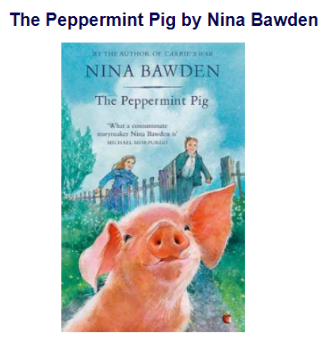 The Peppermint Pig by Nina Bawden
BY THE AUTHOR OF CARRIE'S WAR
NINA BAWDEN
The Peppermint Pig
'What a consummate
storymaker Nina Bawden is'
MICHAEL MORPURGO